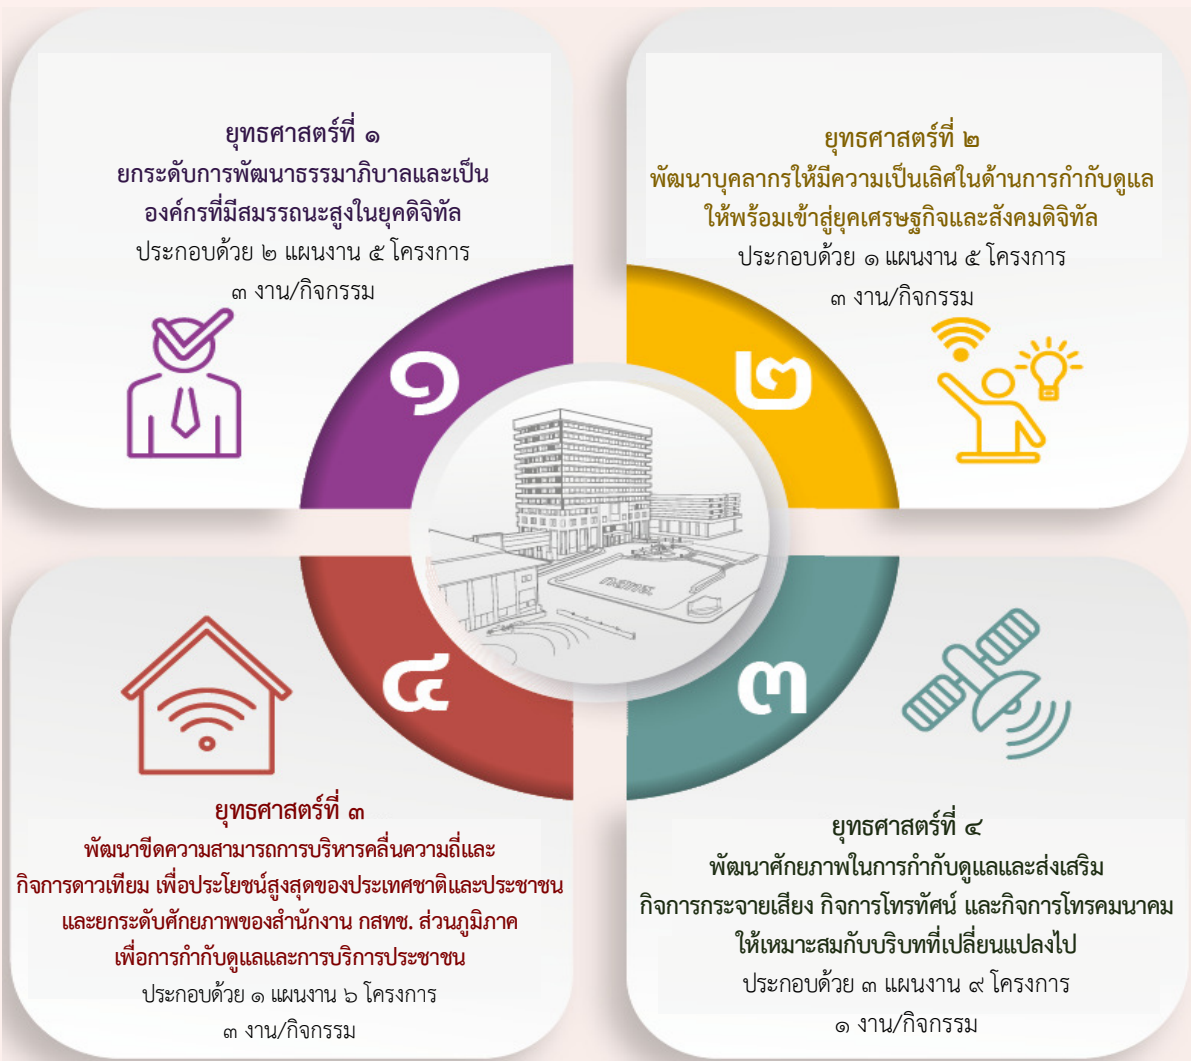 ยุทธศาสตร์ที่ ๑
ยกระดับการพัฒนาธรรมาภิบาลและเป็น
องค์กรที่มีสมรรถนะสูงในยุคดิจิทัล
ประกอบด้วย ๒ แผนงาน ๕ โครงการ
๓ งาน/กิจกรรม
๑
ยุทธศาสตร์ที่ ๒
พัฒนาบุคลากรให้มีความเป็นเลิศในด้านการกำกับดูแล
ให้พร้อมเข้าสู่ยุคเศรษฐกิจและสังคมดิจิทัล
ประกอบด้วย ๑ แผนงาน ๕ โครงการ
๓ งาน/กิจกรรม
๒
๔
ยุทธศาสตร์ที่ ๓
พัฒนาขีดความสามารถการบริหารคลื่นความถี่และ
กิจการดาวเทียม เพื่อประโยชน์สูงสุดของประเทศชาติและประชาชน
และยกระดับศักยภาพของสำนักงาน กสทช. ส่วนภูมิภาค
เพื่อการกำกับดูแลและการบริการประชาชน
ประกอบด้วย ๑ แผนงาน ๖ โครงการ
๓ งาน/กิจกรรม
๓
ยุทธศาสตร์ที่ ๔
พัฒนาศักยภาพในการกำกับดูแลและส่งเสริม
กิจการกระจายเสียง กิจการโทรทัศน์ และกิจการโทรคมนาคม
ให้เหมาะสมกับบริบทที่เปลี่ยนแปลงไป
ประกอบด้วย ๓ แผนงาน ๙ โครงการ
๑ งาน/กิจกรรม